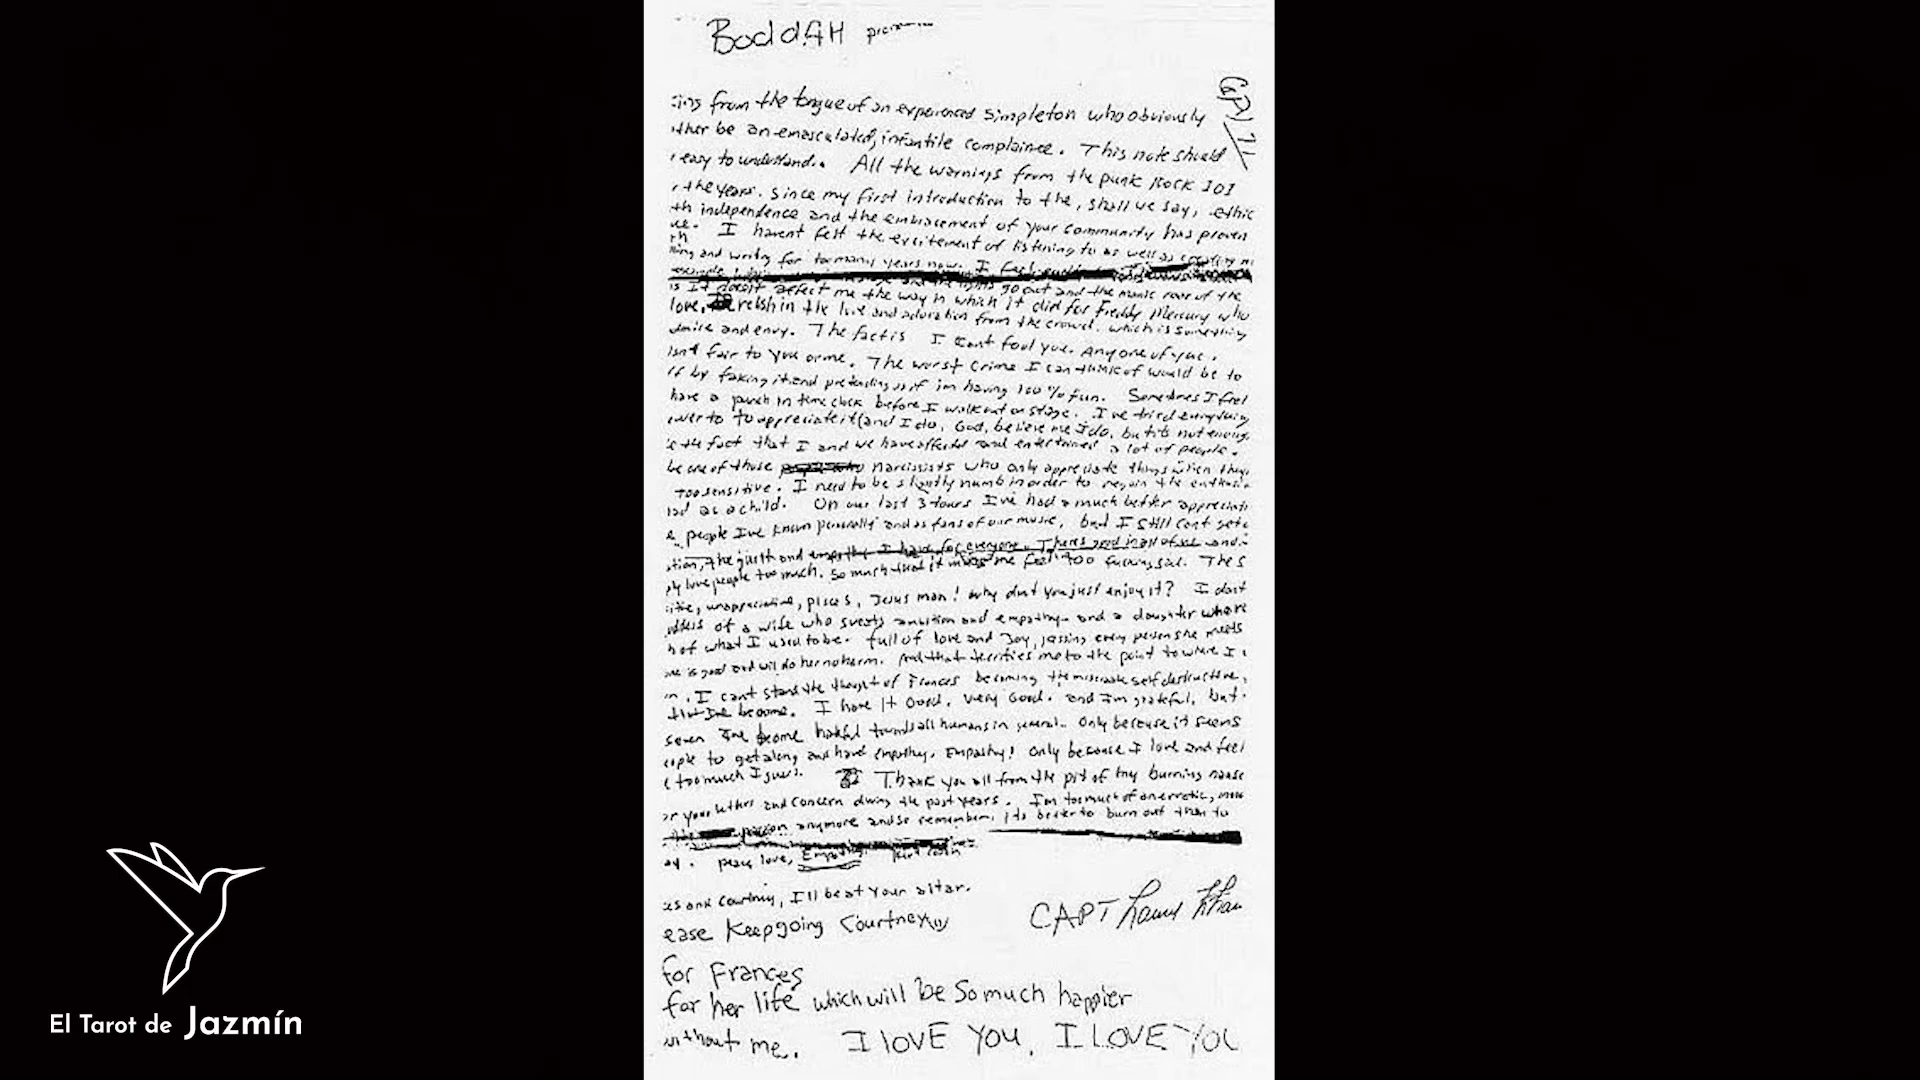 BoddAH
from the tongue of an experienced simpleton who obviously
be an emasculated, infantile complainee. This note should
easy to understand. All the warnings from the punk Rock 101
the years. Since my first introduction to the, shall we say, ethic
independence and the embracement of your community has proven
I havent felt the excitement of listening to as well as creating
and writing for too many years now. I feel
is it doesnt affect me the way in which it did for Freddy Mercury who
love, relish in the love and adoration from the crowd. which is something
and envy. The fact is I cant fool you. Any one of you.
isnt fair to you or me. The worst crime I can think of would be to
by faking it and pretending as if im having 100% fun. Sometimes I feel
have a punch in time clock before I walk out on stage. I've tried everything
to appreciate it (and I do, God, believe me I do, but its not enough
the fact that I and we have affected and entertained a lot of people.
be one of those narcissists who only appreciate things when they
too sensitive. I need to be slightly numb in order to regain the
as a child. On our last 3 tours I've had a much better
people I've known personally and as fans of our music, but I still cant
the guilt and empathy I have for everyone. Theres good in all of us and
love people too much. So much that it makes me feel too fucking sad. The s
unappreciative, pisces, Jesus man! why dont you just enjoy it? I dont
of a wife who sweats ambition and empathy and a daughter who
of what I used to be. full of love and joy, kissing every person she meets
is good and will do her no harm. And that terrifies me to the point to where I
I cant stand the thought of Frances becoming the miserable self destructive,
become. I have it Good. very Good. and I'm grateful, but
seven I've become hateful towards all humans in general. Only because it seems
to get along and have empathy. Empathy! Only because I love and feel
too much I guess. Thank you all from the pit of my burning nause
your letters and concern during the past years. I'm too much of an erratic,
anymore and so remember, its better to burn out than to
peace love, Empathy.
and Courtney, I'll be at your altar.
Keep going Courtney
CAPT
for Frances
for her life which will be so much happier
without me. I lOVE YOU, I LOVE YOU
El Tarot de Jazmín